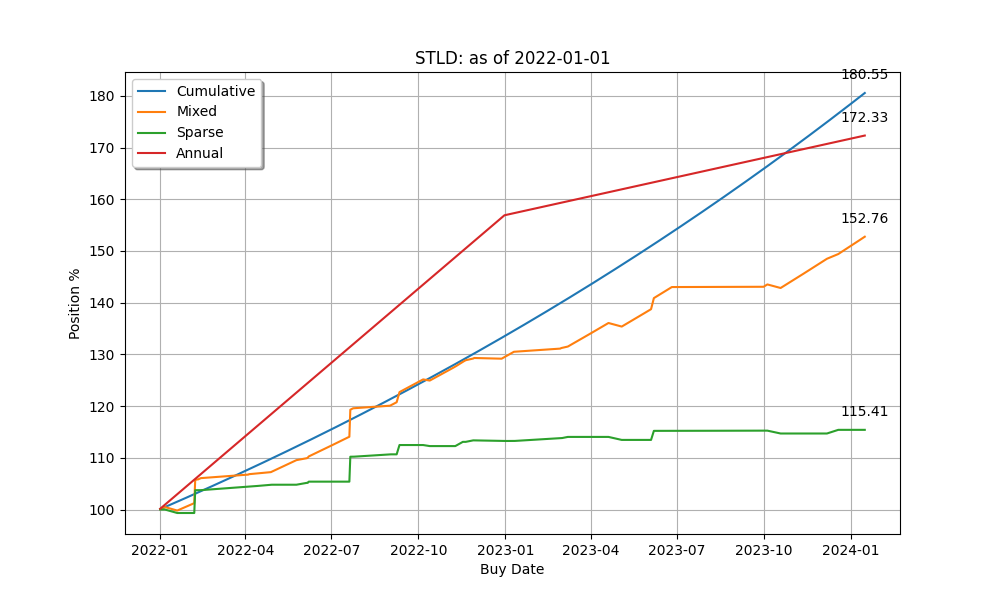 STLD: as of 2022-01-01
180.55
Cumulative
Mixed
Sparse
Annual
172.33
152.76
115.41
180
170
160
150
140
130
120
110
100
Position %
2022-01 2022-04 2022-07 2022-10 2023-01 2023-04 2023-07 2023-10 2024-01
Buy Date